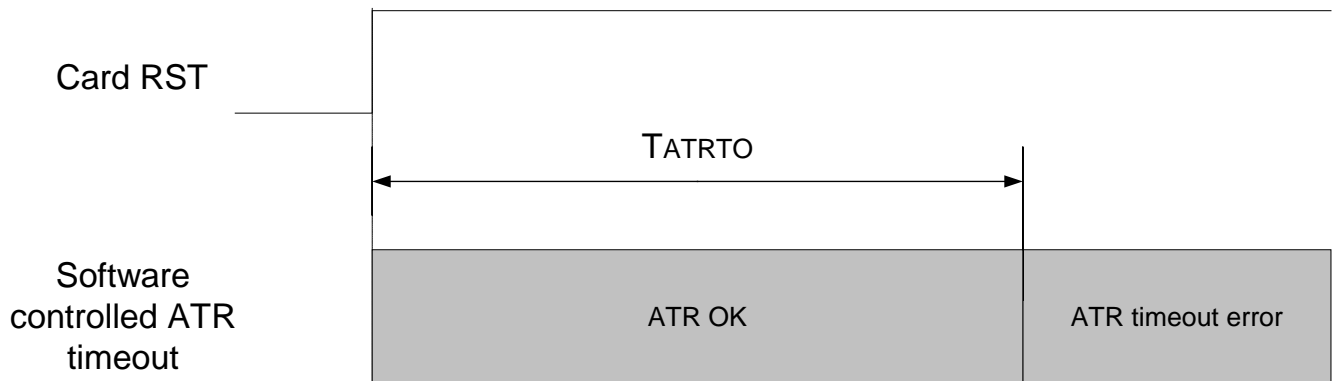 Card RST
TATRTO
Software
controlled ATR
timeout
ATR OK
ATR timeout error